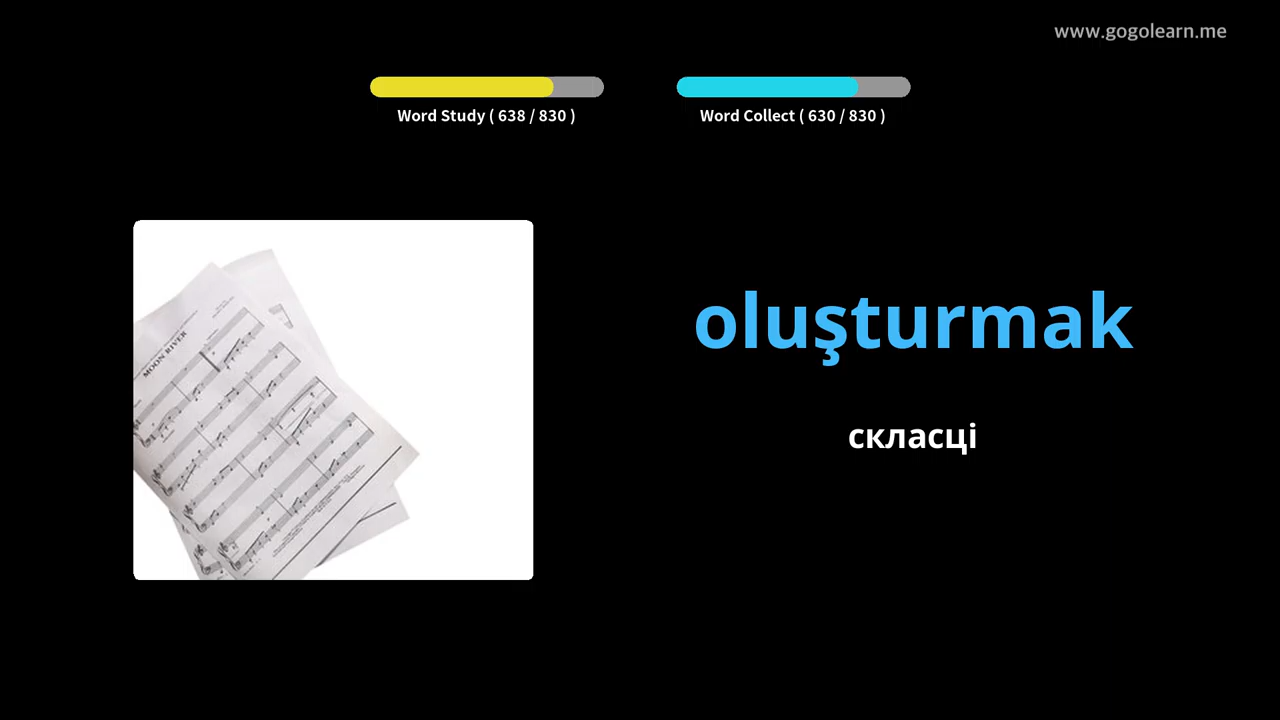 www.gogolearn.me
Word Study ( 638 / 830 )
Word Collect ( 630 / 830 )
MOON RIVER
oluşturmak
скласці